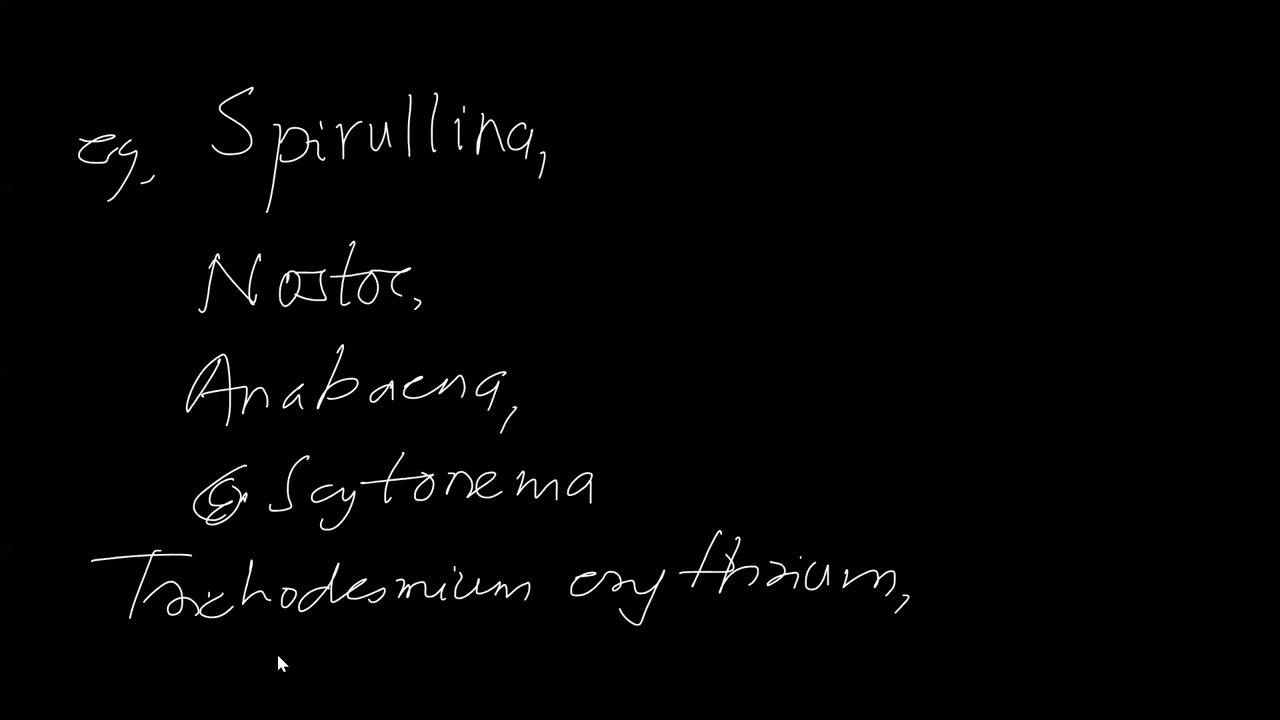 eg, Spirullina,
Nostoc,
Anabaena,
Scytonema
Trichodesmium erythrium,